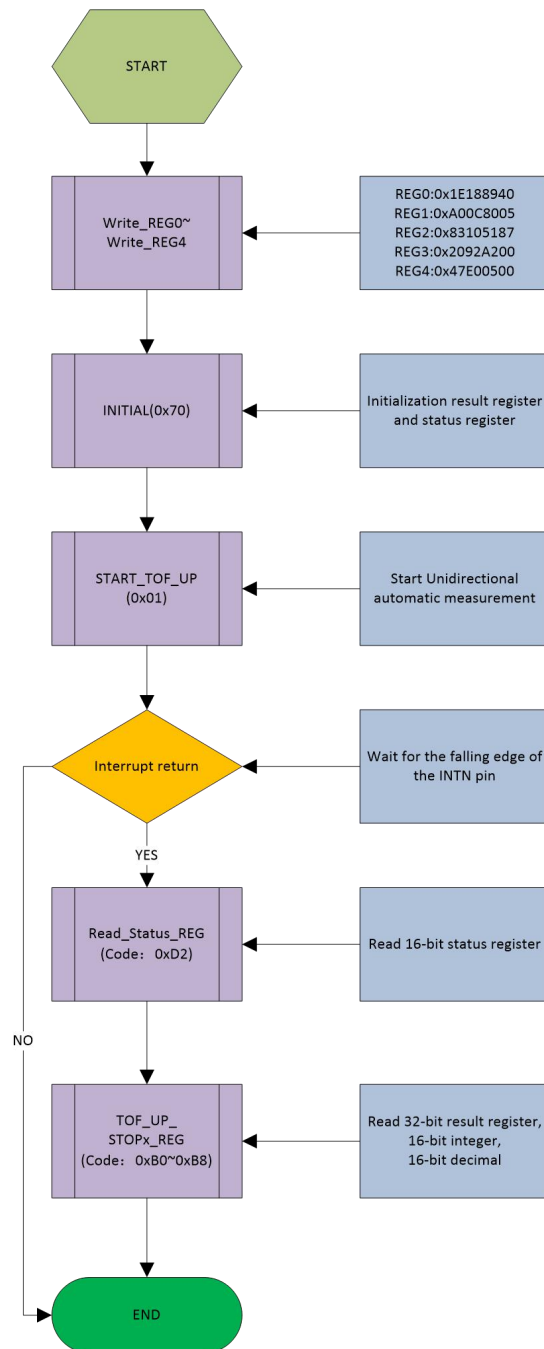 START
Write_REG0~
Write_REG4
REG0:0x1E188940
REG1:0xA00C8005
REG2:0x83105187
REG3:0x2092A200
REG4:0x47E00500
INITIAL(0x70)
Initialization result register
and status register
START_TOF_UP
(0x01)
Start Unidirectional
automatic measurement
Interrupt return
Wait for the falling edge of
the INTN pin
YES
Read_Status_REG
(Code: 0xD2)
Read 16-bit status register
NO
TOF_UP_
STOPx_REG
(Code: 0xB0~0xB8)
Read 32-bit result register,
16-bit integer,
16-bit decimal
END